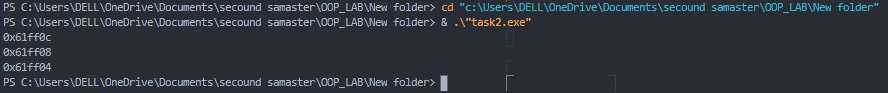 PS C:\Users\DELL\OneDrive\Documents\secound samaster\OOP_LAB\New folder> cd "c:\Users\DELL\OneDrive\Documents\secound samaster\OOP_LAB\New folder"
PS C:\Users\DELL\OneDrive\Documents\secound samaster\OOP_LAB\New folder> & .\"task2.exe"
0x61ff0c
0x61ff08
0x61ff04
PS C:\Users\DELL\OneDrive\Documents\secound samaster\OOP_LAB\New folder>